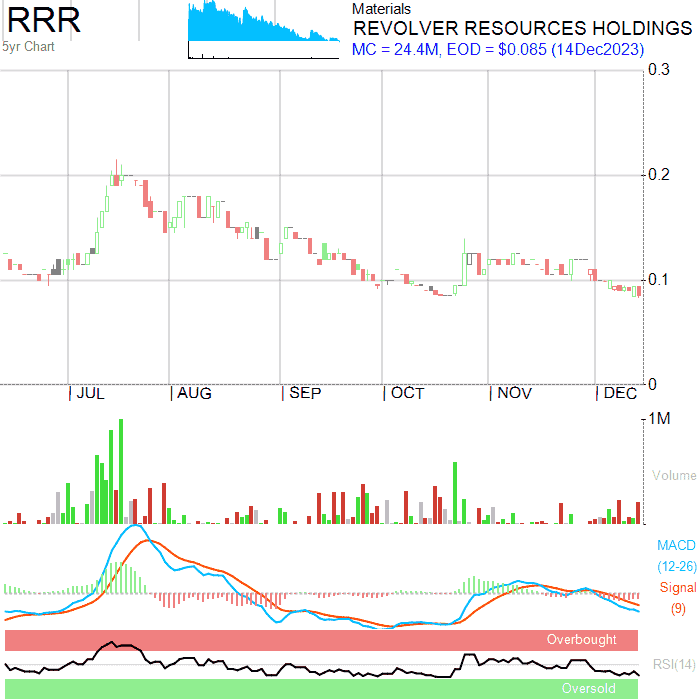 RRR
5yr Chart
Materials
REVOLVER RESOURCES HOLDINGS
MC = 24.4M, EOD = $0.085 (14Dec2023)
0.3
0.2
0.1
0
JUL
AUG
SEP
OCT
NOV
DEC
1M
Volume
MACD
(12-26)
Signal
(9)
Overbought
RSI(14)
Oversold